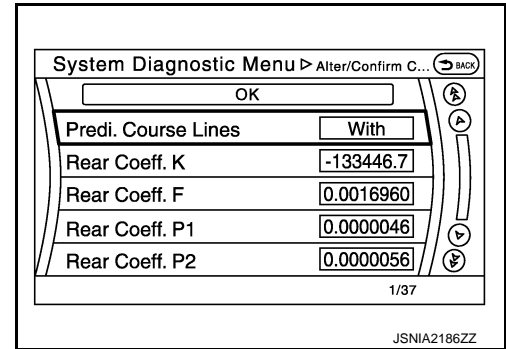 System Diagnostic Menu ▷ Alter/Confirm C... BACK
OK
Predi. Course Lines With
Rear Coeff. K -133446.7
Rear Coeff. F 0.0016960
Rear Coeff. P1 0.0000046
Rear Coeff. P2 0.0000056
1/37
JSNIA2186ZZ